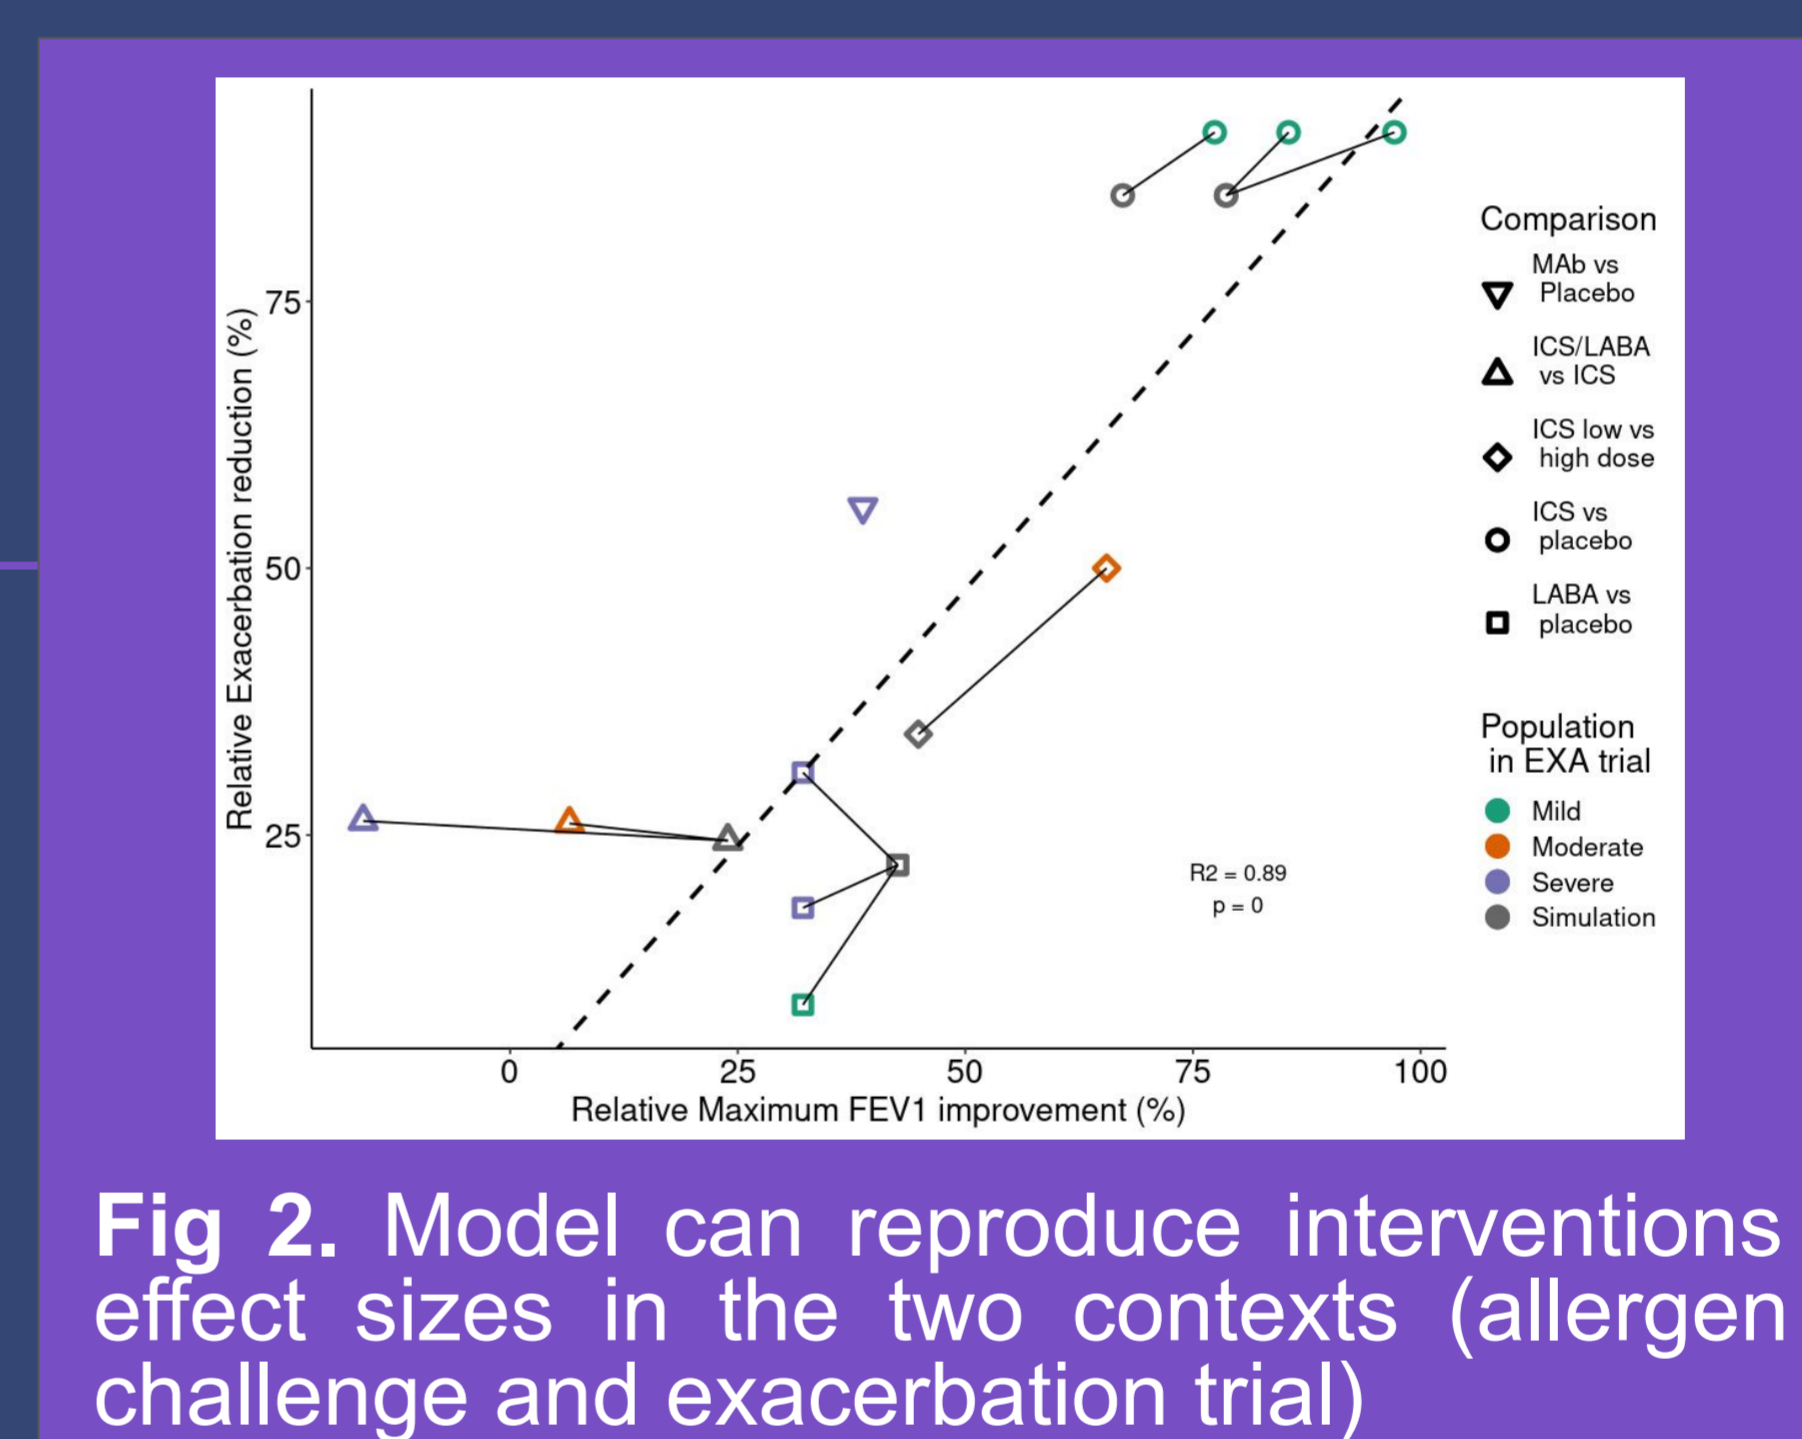 Relative Exacerbation reduction (%)
75
50
25
0 25 50 75 100
Relative Maximum FEV1 improvement (%)
R2 = 0.89
p = 0
Comparison
MAb vs
Placebo
ICS/LABA
vs ICS
ICS low vs
high dose
ICS vs
placebo
LABA vs
placebo
Population
in EXA trial
Mild
Moderate
Severe
Simulation
Fig 2. Model can reproduce interventions
effect sizes in the two contexts (allergen
challenge and exacerbation trial)